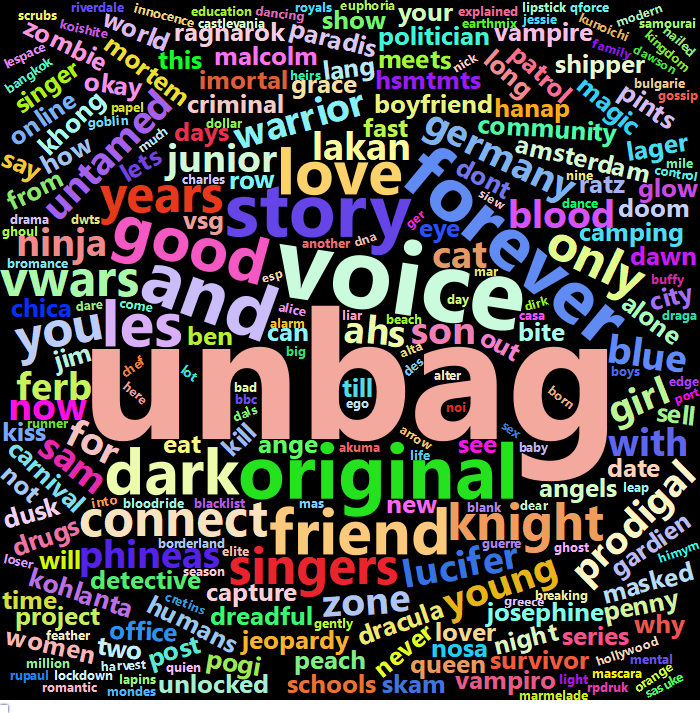 scrubs riverdale innocence education dancing euphoria lipstick qforce modern
koishite castlevania royals explained earthmix jessie kunoichi samourai nailed
zombie world ragnarok paradis show your politician vampire family kingdom
lespace mortem this malcolm heirs lang meets nick long patrol shipper dawson bulgarie
bangkok singer okay imortal grace hsmtmts boyfriend hanap magic pints gossip
online khong papel goblin criminal dollar warrior fast community lager mile
say how untamed much days junior lakan germany amsterdam nine control
from lets charles row love forever dont siew ratz glow
drama dwts years vsg story eye blood dance doom
ghoul ninja another dna ger cat only camping dawn
bromance vwars good and esp voice mar day city buffy
chica dare come alice alarm beach liar dirk casa alone draga
you les ben can ahs son out bite blue boys edge
jim chef lot big alta des girl port
ferb here unbag born
now bad bbc dals till ego alter noi sell
runner kiss for kill arrow sex with
carnival sam eat ange akuma life see baby date
not dark original angels leap
dusk into bloodride blacklist mas new blank dear
drugs connect friend knight prodigal
loser will phineas borderland elite singers guerre ghost gardien himym
kohlanta detective season capture lucifer young breaking masked
time project cretins humans dreadful zone greece josephine penny
feather office gently dracula lover night series why
women two post jeopardy never nosa hollywood
million harvest quien pogi peach queen survivor mental
rupaul lockdown lapins unlocked schools skam vampiro light mascara orange
romantic mondes marmelade rpdruk sasuke